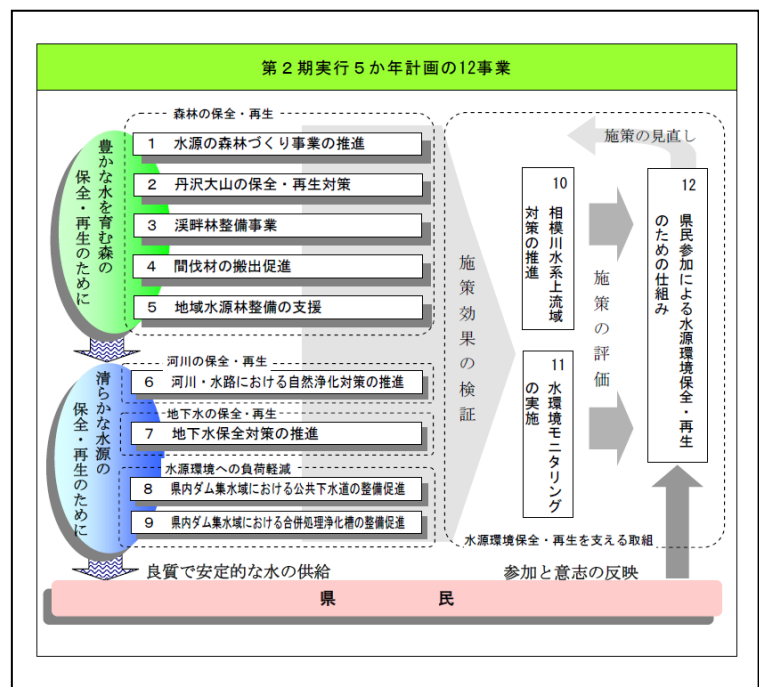 第２期実行５か年計画の12事業
森林の保全・再生
豊かな水を育む森の
保全・再生のために
１　水源の森林づくり事業の推進
２　丹沢大山の保全・再生対策
３　渓畔林整備事業
４　間伐材の搬出促進
５　地域水源林整備の支援
清らかな水源の
保全・再生のために
河川の保全・再生
６　河川・水路における自然浄化対策の推進
地下水の保全・再生
７　地下水保全対策の推進
水源環境への負荷軽減
８　県内ダム集水域における公共下水道の整備促進
９　県内ダム集水域における合併処理浄化槽の整備促進
施策効果の検証
10　相模川水系上流域
対策の推進
11　水環境モニタリング
の実施
施策の評価
施策の見直し
12　県民参加による水源環境保全・再生
のための仕組み
水源環境保全・再生を支える取組
良質で安定的な水の供給
参加と意志の反映
県　　　　民